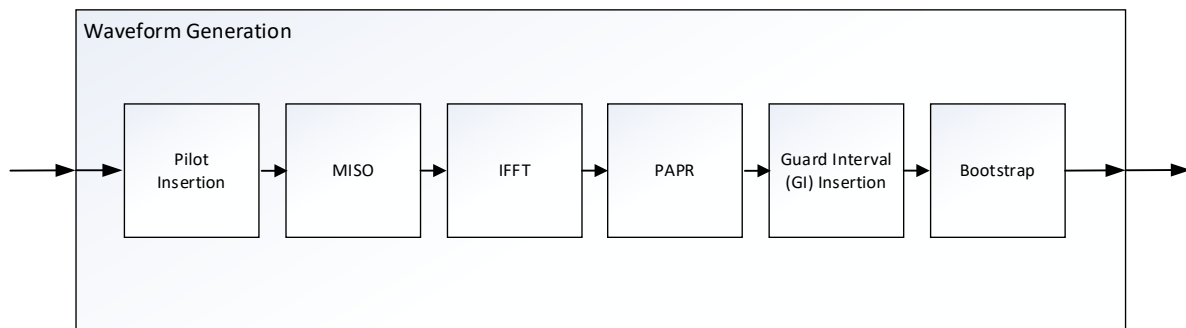 Waveform Generation
Pilot
Insertion
MISO
IFFT
PAPR
Guard Interval
(GI) Insertion
Bootstrap